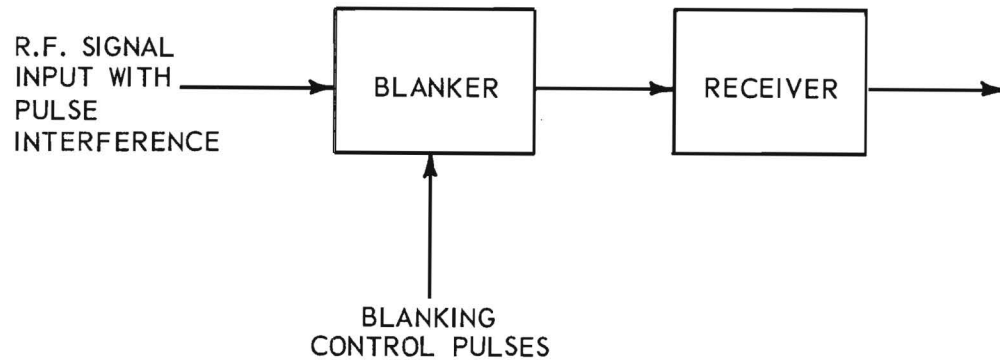 R.F. SIGNAL
INPUT WITH
PULSE
INTERFERENCE
BLANKER
RECEIVER
BLANKING
CONTROL PULSES